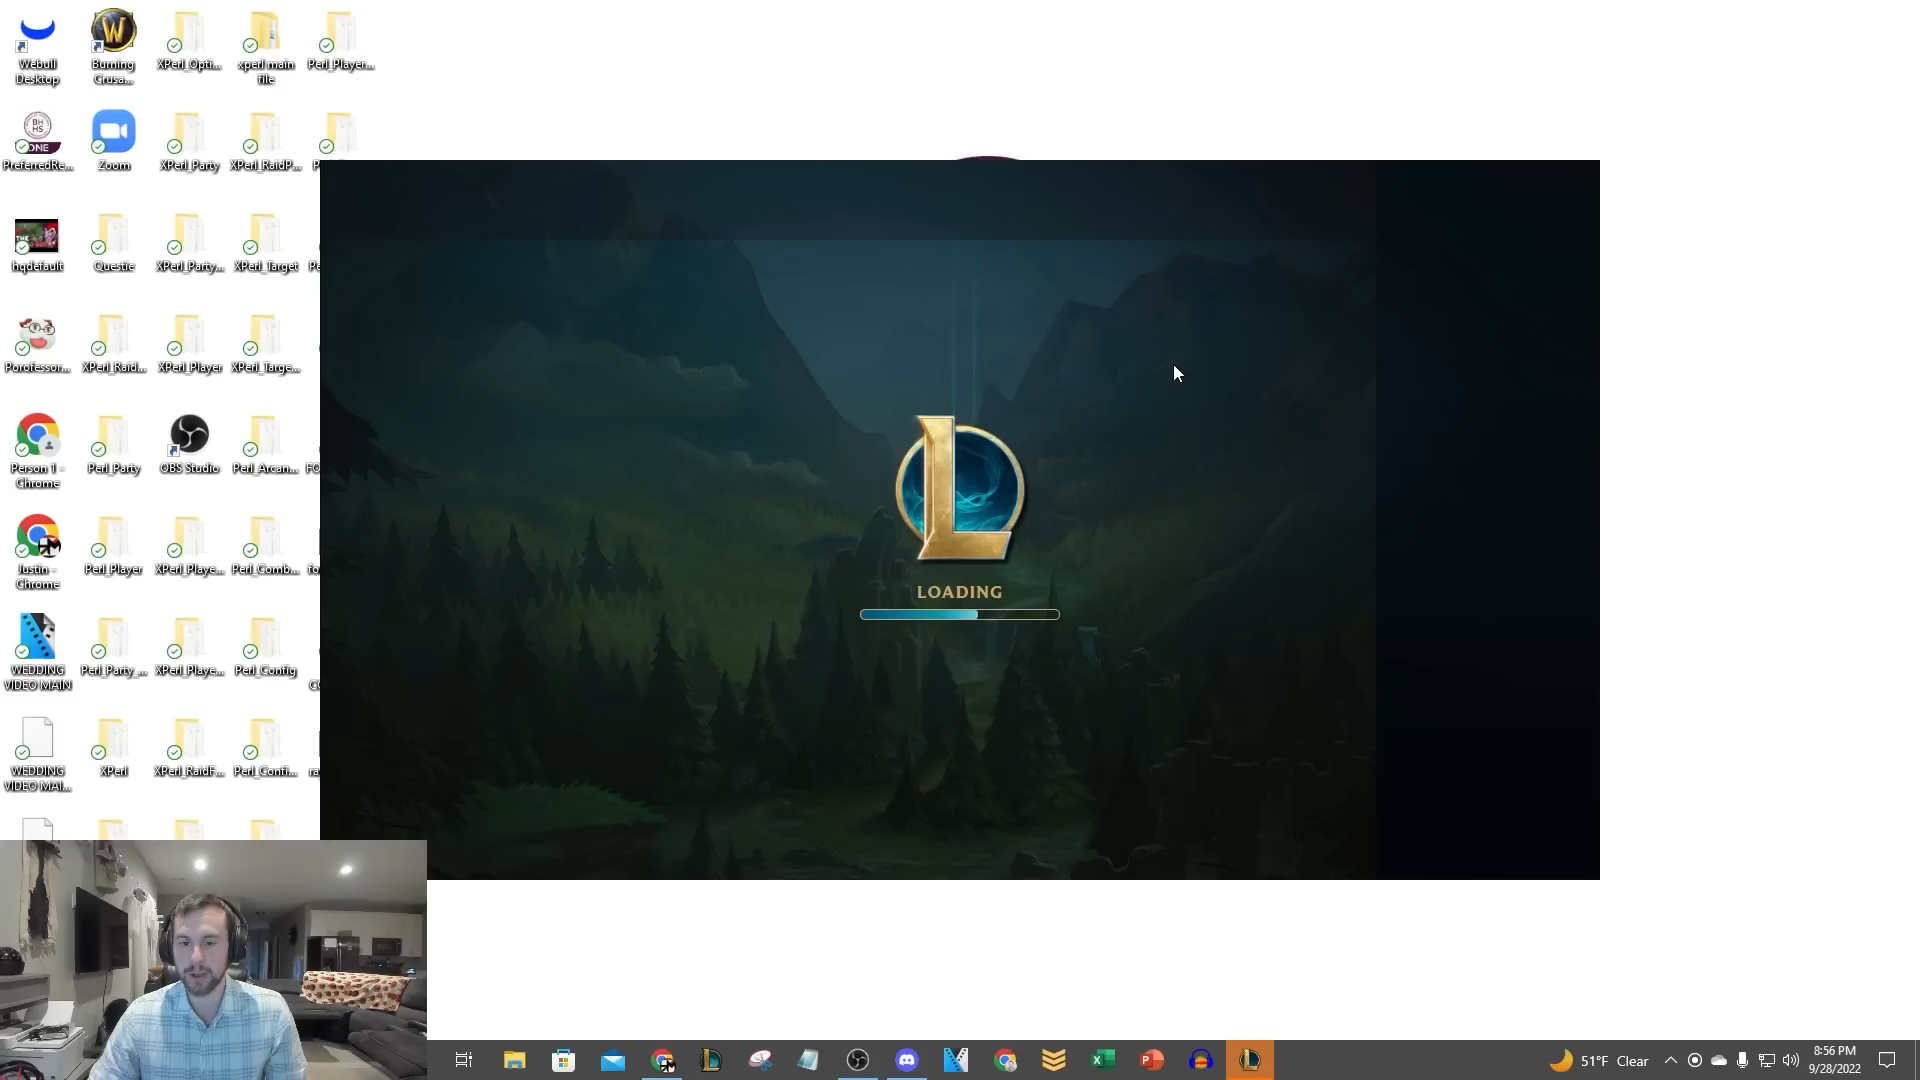 Webull
Desktop
Burning
Crusa...
XPerl_Opti...
xperl main
file
Perl_Player...
PreferredRe...
Zoom
XPerl_Party
XPerl_RaidP...
hqdefault
Questie
XPerl_Party...
XPerl_Target
Porofessor...
XPerl_Raid...
XPerl_Player
XPerl_Targe...
Person 1 -
Chrome
Perl_Party
OBS Studio
Perl_Arcan...
Justin -
Chrome
Perl_Player
XPerl_Playe...
Perl_Comb...
WEDDING
VIDEO MAIN
Perl_Party_...
XPerl_Playe...
Perl_Config
WEDDING
VIDEO MAI...
XPerl
XPerl_RaidF...
Perl_Confi...
LOADING
51°F Clear
8:56 PM
9/28/2022